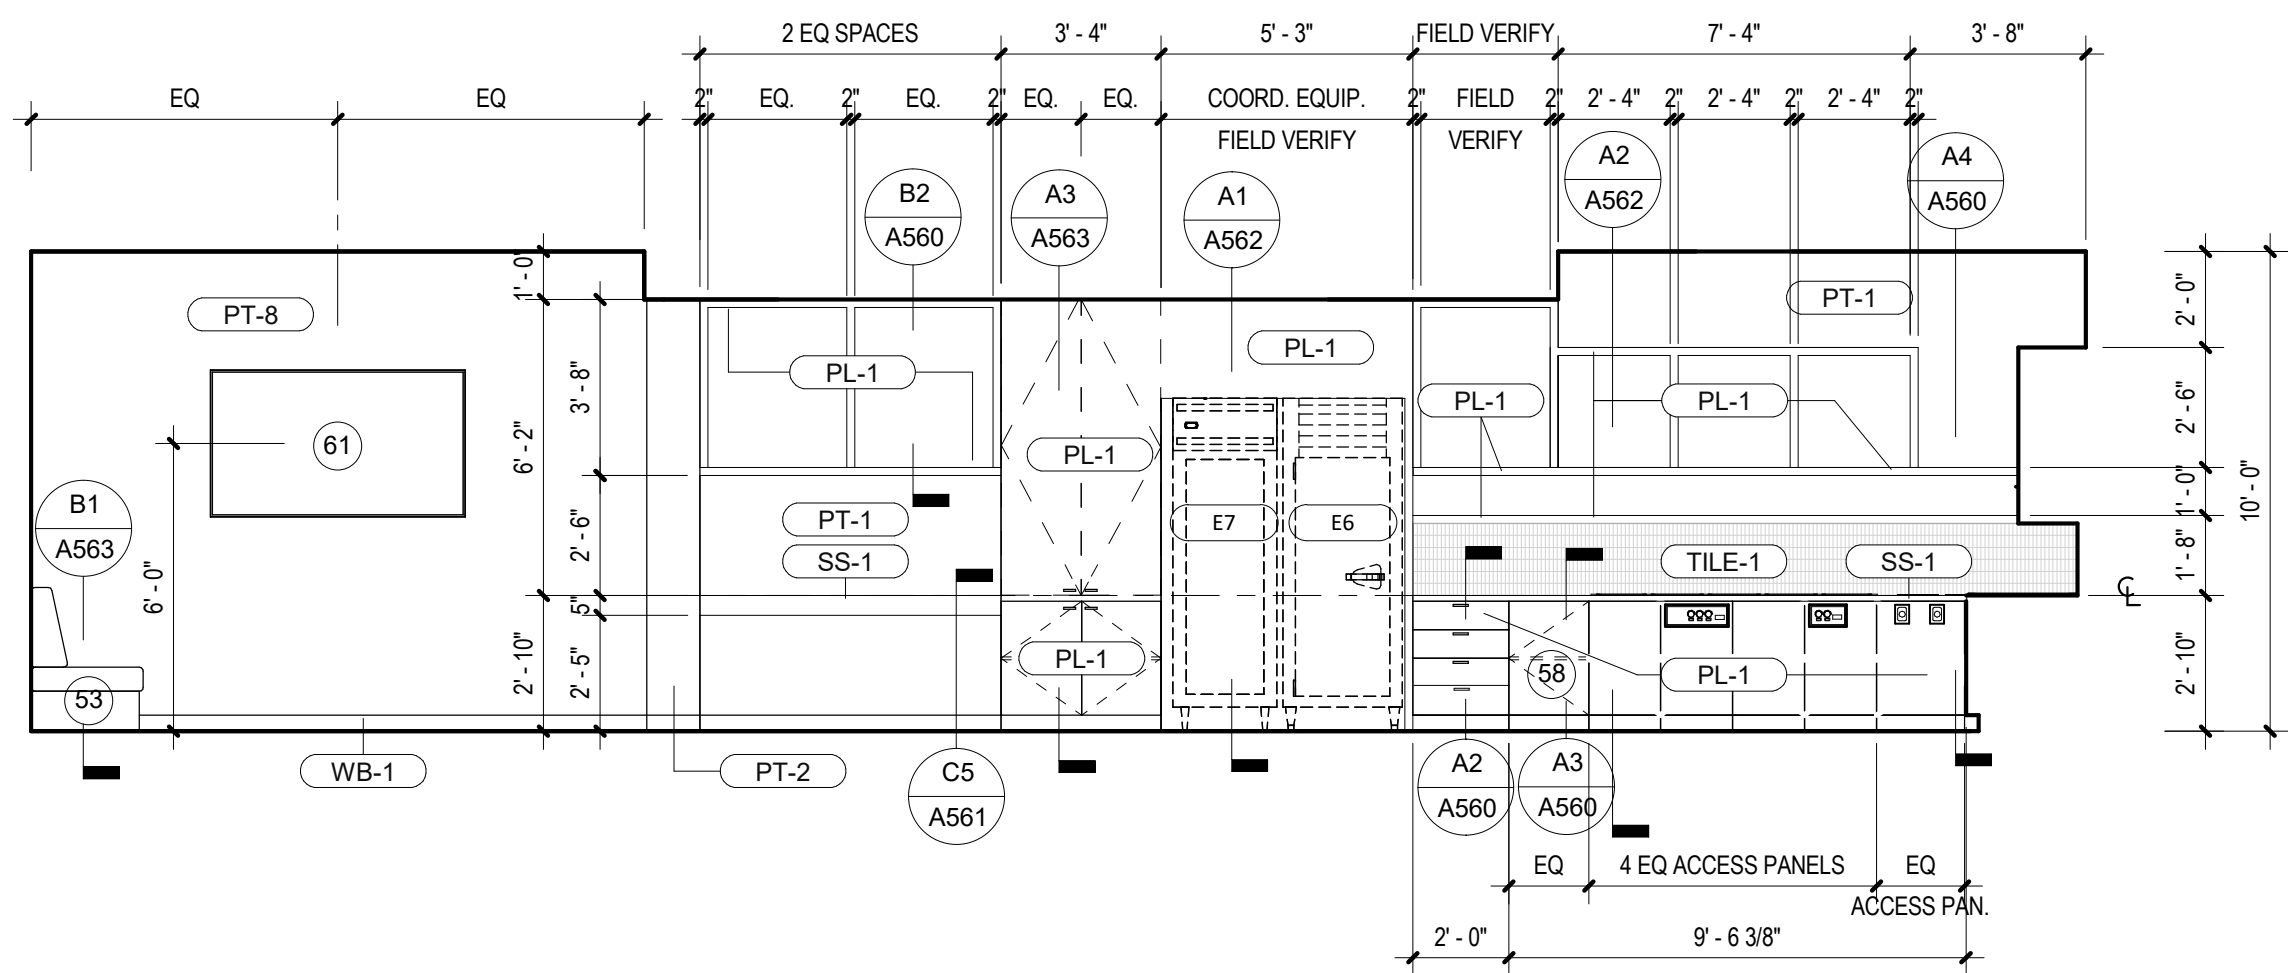 2 EQ SPACES 3' - 4" 5' - 3" FIELD VERIFY 7' - 4" 3' - 8"
EQ EQ 2" EQ. 2" EQ. 2" EQ. EQ. COORD. EQUIP. 2" FIELD 2" 2' - 4" 2" 2' - 4" 2" 2' - 4" 2"
FIELD VERIFY VERIFY
A2
A562
A4
A560
B2
A560
A3
A563
A1
A562
1' - 0"
PT-8
PT-1
2' - 0"
PL-1
PL-1
3' - 8"
PL-1
PL-1
2' - 6"
61
6' - 2"
PL-1
10' - 0"
B1
A563
1' - 0"
PT-1
E7
E6
2' - 6"
SS-1
TILE-1
SS-1
1' - 8"
6' - 0"
CL
5"
2' - 10"
2' - 5"
PL-1
58
PL-1
2' - 10"
53
WB-1
PT-2
C5
A561
A2
A560
A3
A560
EQ 4 EQ ACCESS PANELS EQ
ACCESS PAN.
2' - 0" 9' - 6 3/8"